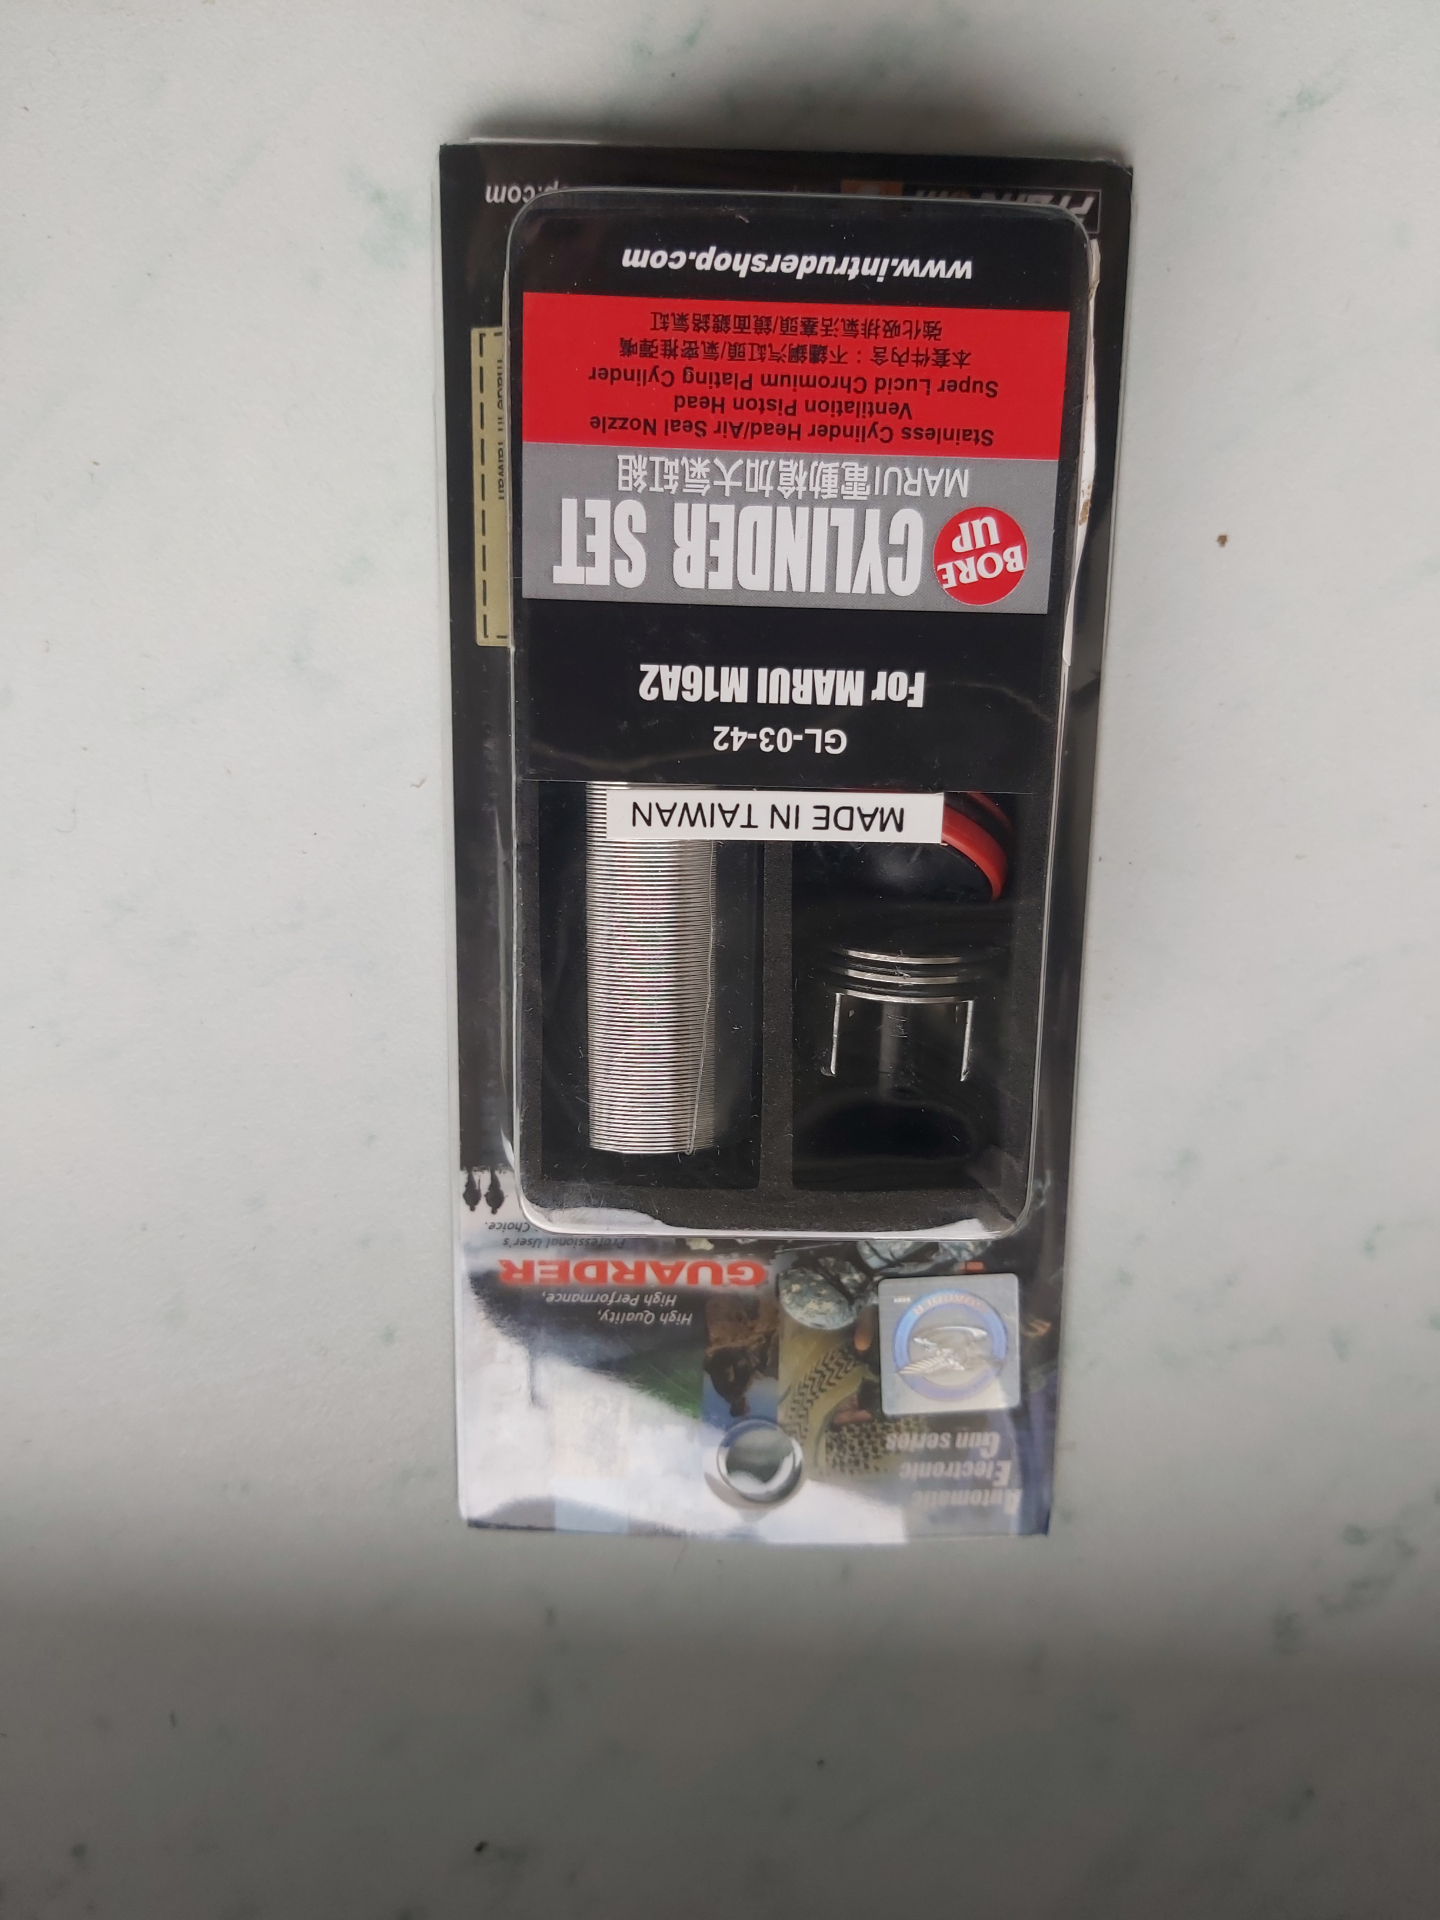 Automatic
Electronic
Gun series
High Quality,
High Performance,
GUARDER
Professional User's
Choice.
MADE IN TAIWAN
GL-03-42
For MARUI M16A2
BORE
UP
CYLINDER SET
MARUI電動槍加大氣缸組
Stainless Cylinder Head/Air Seal Nozzle
Ventilation Piston Head
Super Lucid Chromium Plating Cylinder
本套件內含：不鏽鋼汽缸頭/氣密推彈嘴
強化吸排氣活塞頭/鏡面鍍鉻氣缸
www.intrudershop.com
made in Taiwan
.com